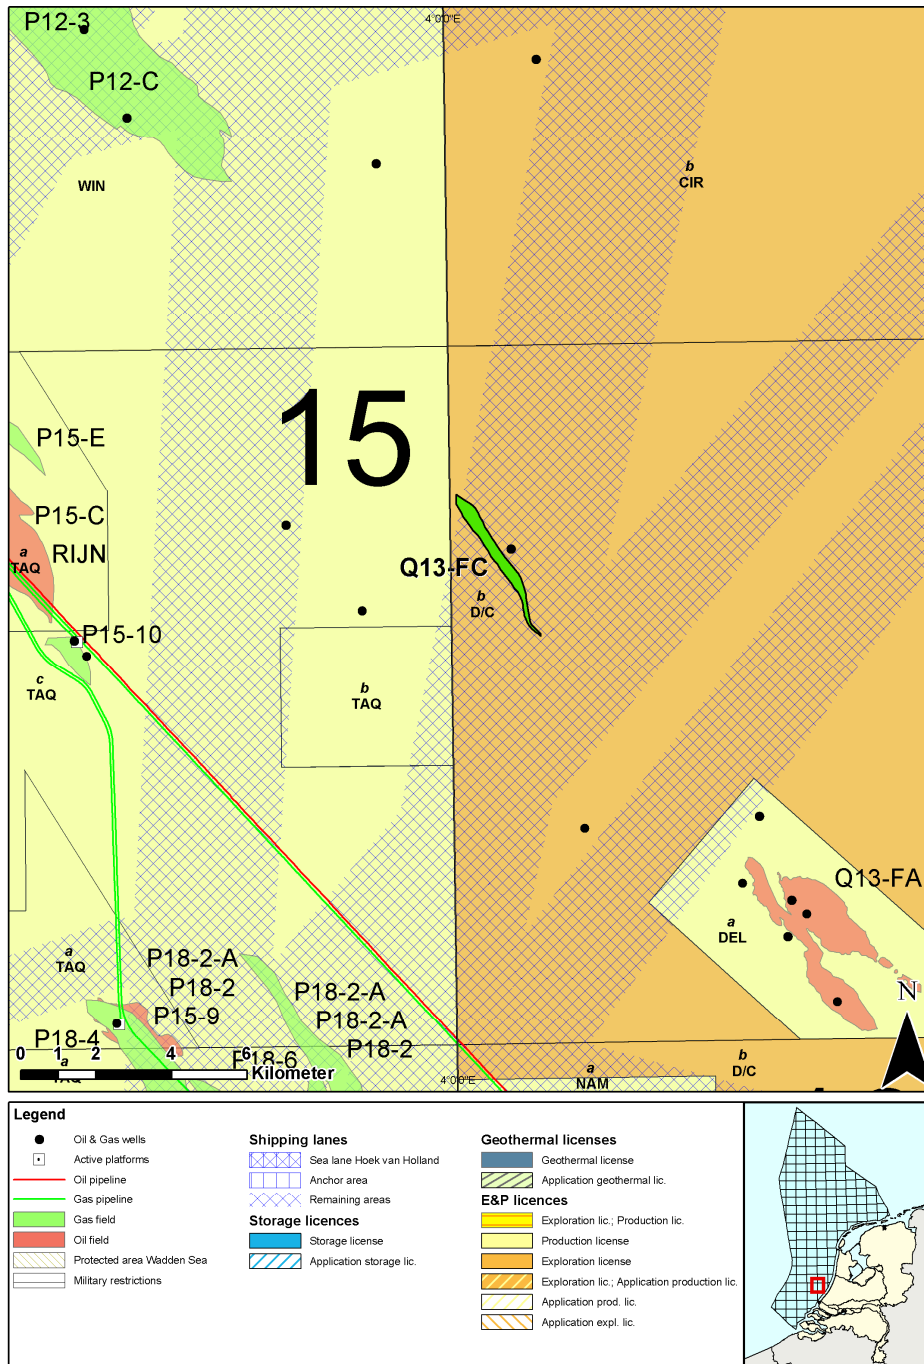 P12-3
4°0'0"E
P12-C
WIN
b
CIR
15
P15-E
P15-C
a
TAQ
RIJN
Q13-FC
b
D/C
P15-10
c
TAQ
b
TAQ
Q13-FA
a
DEL
a
TAQ
P18-2-A
P18-2
P15-9
P18-2-A
P18-2-A
P18-2
P18-4
P18-6
N
a
TAQ
0 1 2 4 6
Kilometer
4°0'0"E
a
NAM
b
D/C
Legend
Oil & Gas wells
Active platforms
Oil pipeline
Gas pipeline
Gas field
Oil field
Protected area Wadden Sea
Military restrictions
Shipping lanes
Sea lane Hoek van Holland
Anchor area
Remaining areas
Storage licences
Storage license
Application storage lic.
Geothermal licenses
Geothermal license
Application geothermal lic.
E&P licences
Exploration lic.; Production lic.
Production license
Exploration license
Exploration lic.; Application production lic.
Application prod. lic.
Application expl. lic.